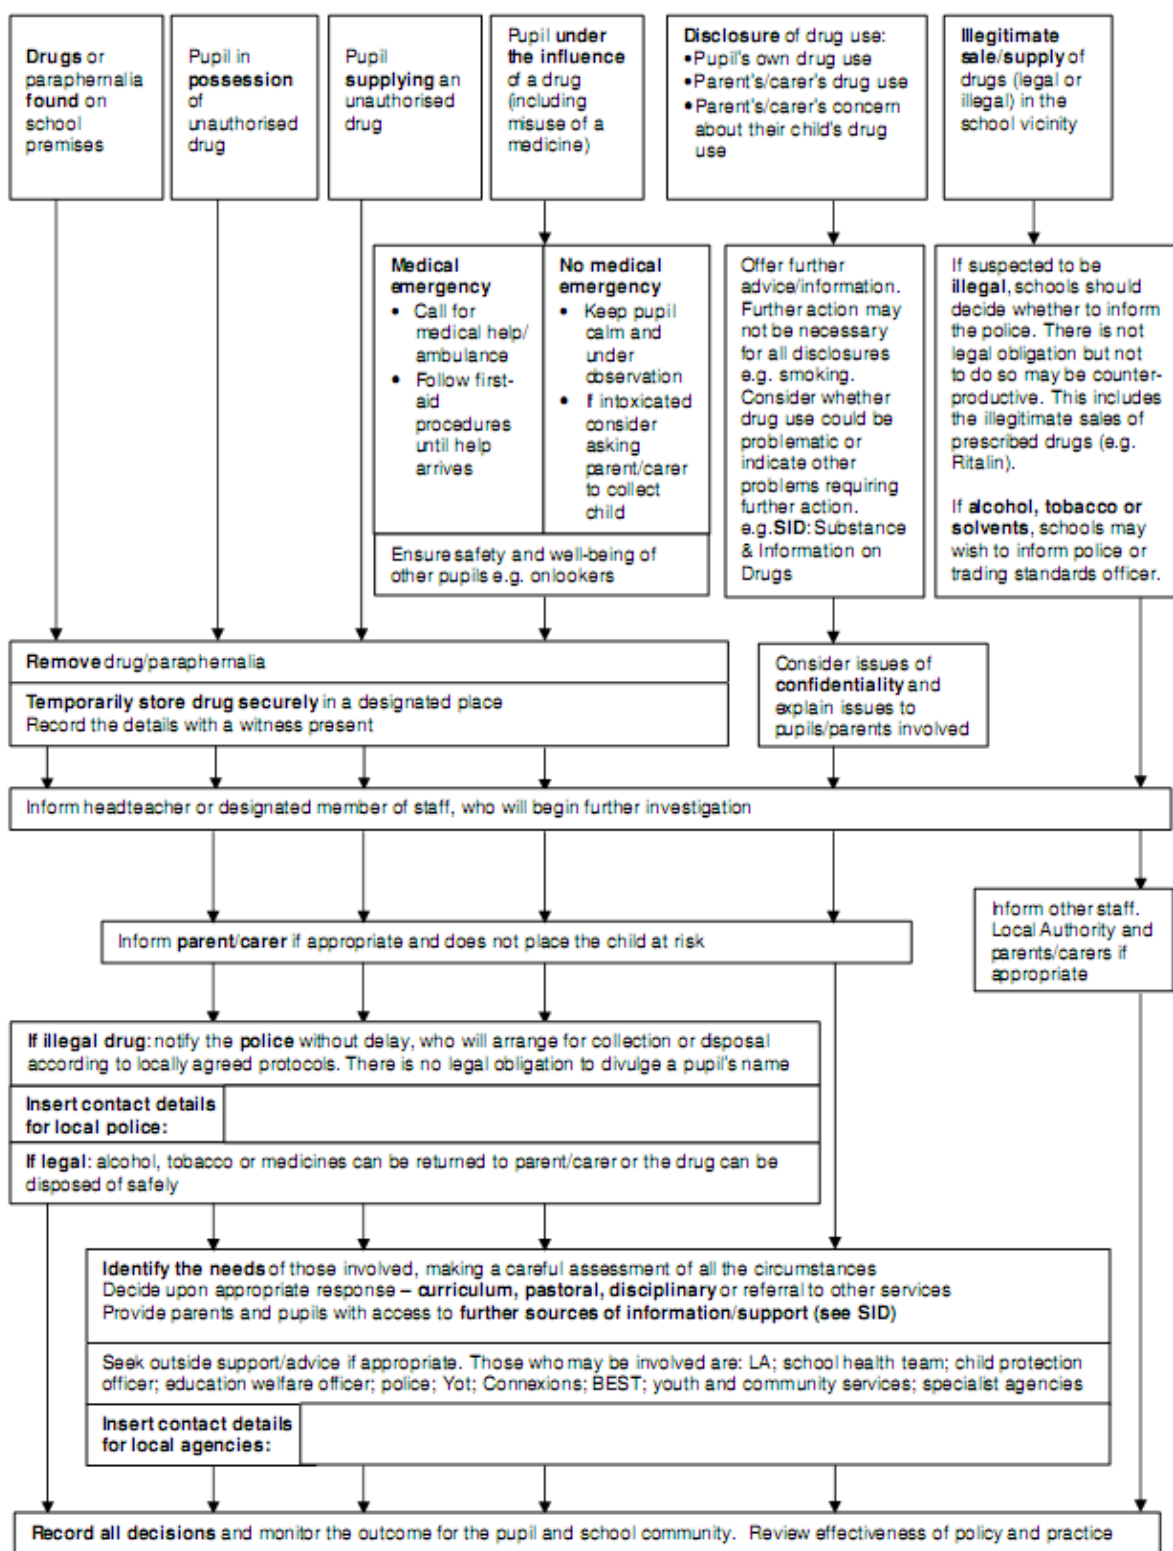 Drugs or
paraphernalia
found on
school
premises
Pupil in
possession
of
unauthorised
drug
Pupil
supplying an
unauthorised
drug
Pupil under
the influence
of a drug
(including
misuse of a
medicine)
Disclosure of drug use:
•Pupil's own drug use
•Parent's/carer's drug use
•Parent's/carer's concern
about their child's drug
use
Illegitimate
sale/supply of
drugs (legal or
illegal) in the
school vicinity
Medical
emergency
• Call for
medical help/
ambulance
• Follow first-
aid
procedures
until help
arrives
No medical
emergency
• Keep pupil
calm and
under
observation
• If intoxicated
consider
asking
parent/carer
to collect
child
Ensure safety and well-being of
other pupils e.g. onlookers
Offer further
advice/information.
Further action may
not be necessary
for all disclosures
e.g. smoking.
Consider whether
drug use could be
problematic or
indicate other
problems requiring
further action.
e.g.SID: Substance
& Information on
Drugs
If suspected to be
illegal, schools should
decide whether to inform
the police. There is not
legal obligation but not
to do so may be counter-
productive. This includes
the illegitimate sales of
prescribed drugs (e.g.
Ritalin).
If alcohol, tobacco or
solvents, schools may
wish to inform police or
trading standards officer.
Remove drug/paraphernalia
Temporarily store drug securely in a designated place
Record the details with a witness present
Consider issues of
confidentiality and
explain issues to
pupils/parents involved
Inform headteacher or designated member of staff, who will begin further investigation
Inform parent/carer if appropriate and does not place the child at risk
Inform other staff.
Local Authority and
parents/carers if
appropriate
If illegal drug: notify the police without delay, who will arrange for collection or disposal
according to locally agreed protocols. There is no legal obligation to divulge a pupil's name
Insert contact details
for local police:
If legal: alcohol, tobacco or medicines can be returned to parent/carer or the drug can be
disposed of safely
Identify the needs of those involved, making a careful assessment of all the circumstances
Decide upon appropriate response – curriculum, pastoral, disciplinary or referral to other services
Provide parents and pupils with access to further sources of information/support (see SID)
Seek outside support/advice if appropriate. Those who may be involved are: LA; school health team; child protection
officer; education welfare officer; police; Yot; Connexions; BEST; youth and community services; specialist agencies
Insert contact details
for local agencies:
Record all decisions and monitor the outcome for the pupil and school community. Review effectiveness of policy and practice